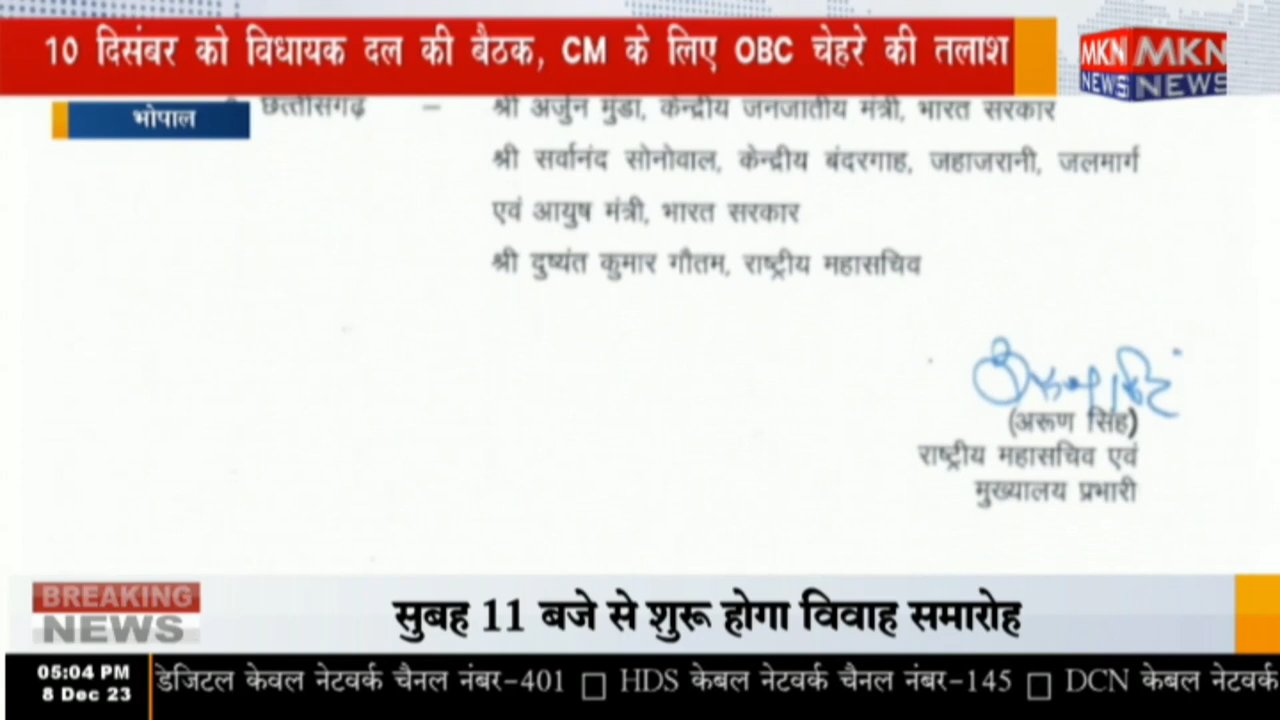 10 दिसंबर को विधायक दल की बैठक, CM के लिए OBC चेहरे की तलाश
MKN MKN
NEWS NEWS
भोपाल
छत्तीसगढ़ – श्री अर्जुन मुंडा, केन्द्रीय जनजातीय मंत्री, भारत सरकार
श्री सर्वानंद सोनोवाल, केन्द्रीय बंदरगाह, जहाजरानी, जलमार्ग
एवं आयुष मंत्री, भारत सरकार
श्री दुष्यंत कुमार गौतम, राष्ट्रीय महासचिव
(अरूण सिंह)
राष्ट्रीय महासचिव एवं
मुख्यालय प्रभारी
BREAKING
NEWS
सुबह 11 बजे से शुरू होगा विवाह समारोह
05:04 PM
8 Dec 23
डेजिटल केवल नेटवर्क चैनल नंबर-401 □ HDS केबल नेटवर्क चैनल नंबर-145 □ DCN केबल नेटवर्क